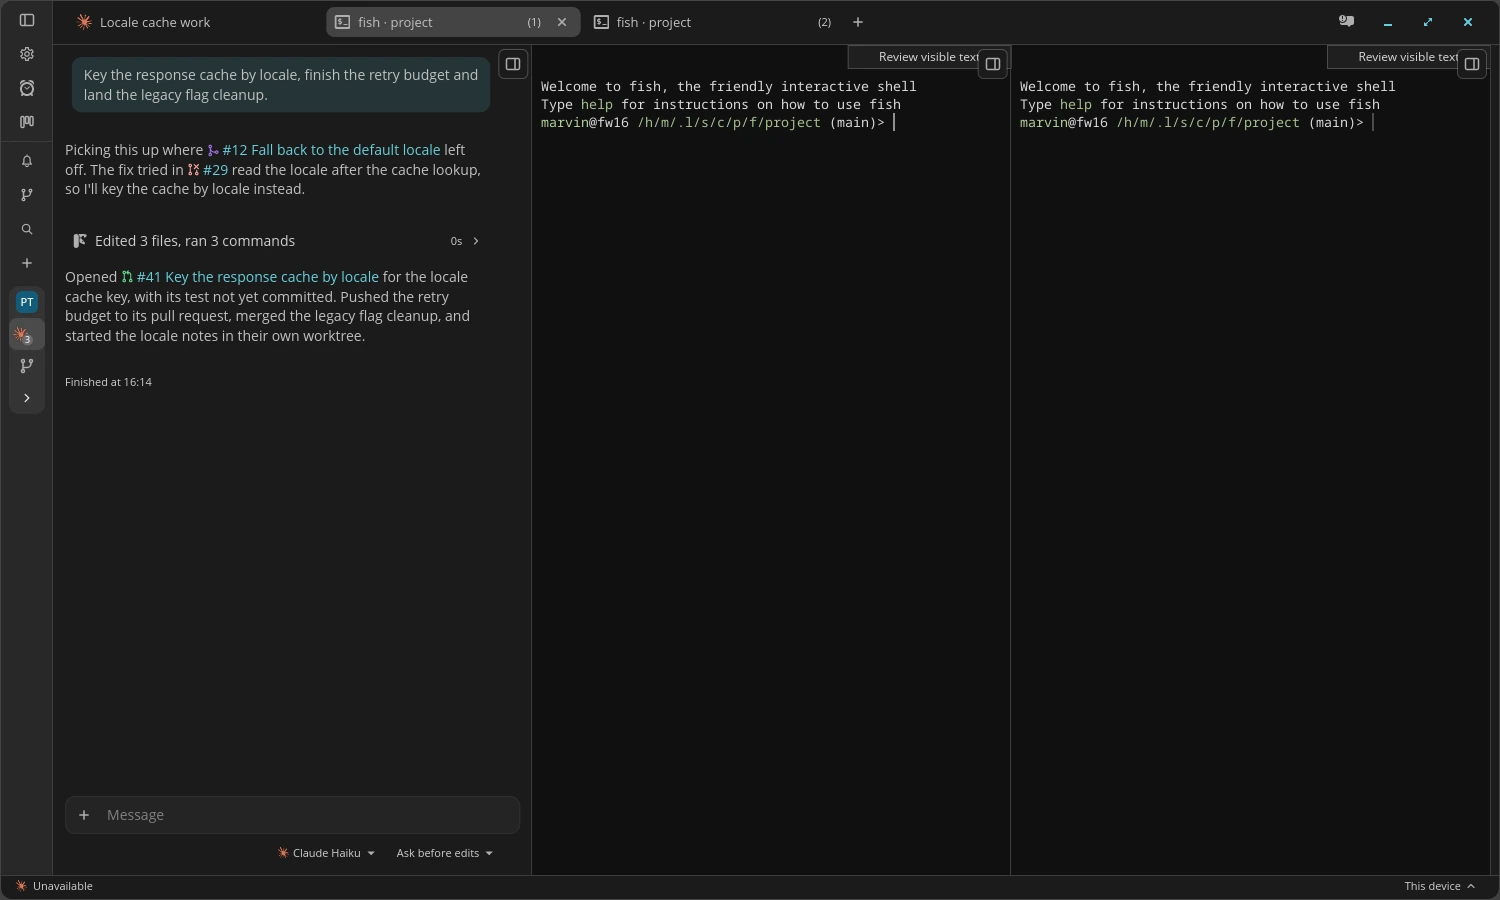 Locale cache work
fish · project (1)
fish · project (2)
Key the response cache by locale, finish the retry budget and
land the legacy flag cleanup.
Picking this up where #12 Fall back to the default locale left
off. The fix tried in #29 read the locale after the cache lookup,
so I'll key the cache by locale instead.
Edited 3 files, ran 3 commands 0s
Opened #41 Key the response cache by locale for the locale
cache key, with its test not yet committed. Pushed the retry
budget to its pull request, merged the legacy flag cleanup, and
started the locale notes in their own worktree.
Finished at 16:14
Message
Claude Haiku Ask before edits
Review visible text
Welcome to fish, the friendly interactive shell
Type help for instructions on how to use fish
marvin@fw16 /h/m/.l/s/c/p/f/project (main)>
Review visible text
Welcome to fish, the friendly interactive shell
Type help for instructions on how to use fish
marvin@fw16 /h/m/.l/s/c/p/f/project (main)>
PT
3
Unavailable
This device